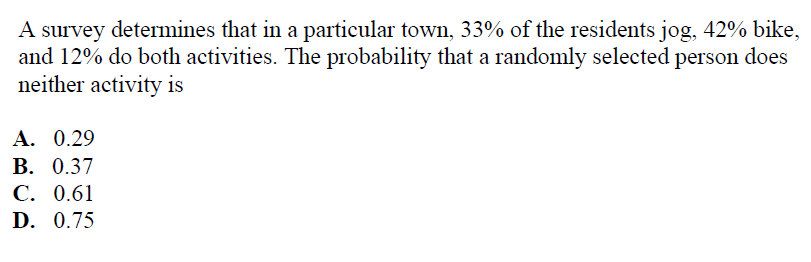 A survey determines that in a particular town, 33% of the residents jog, 42% bike,
and 12% do both activities. The probability that a randomly selected person does
neither activity is
A. 0.29
B. 0.37
C. 0.61
D. 0.75